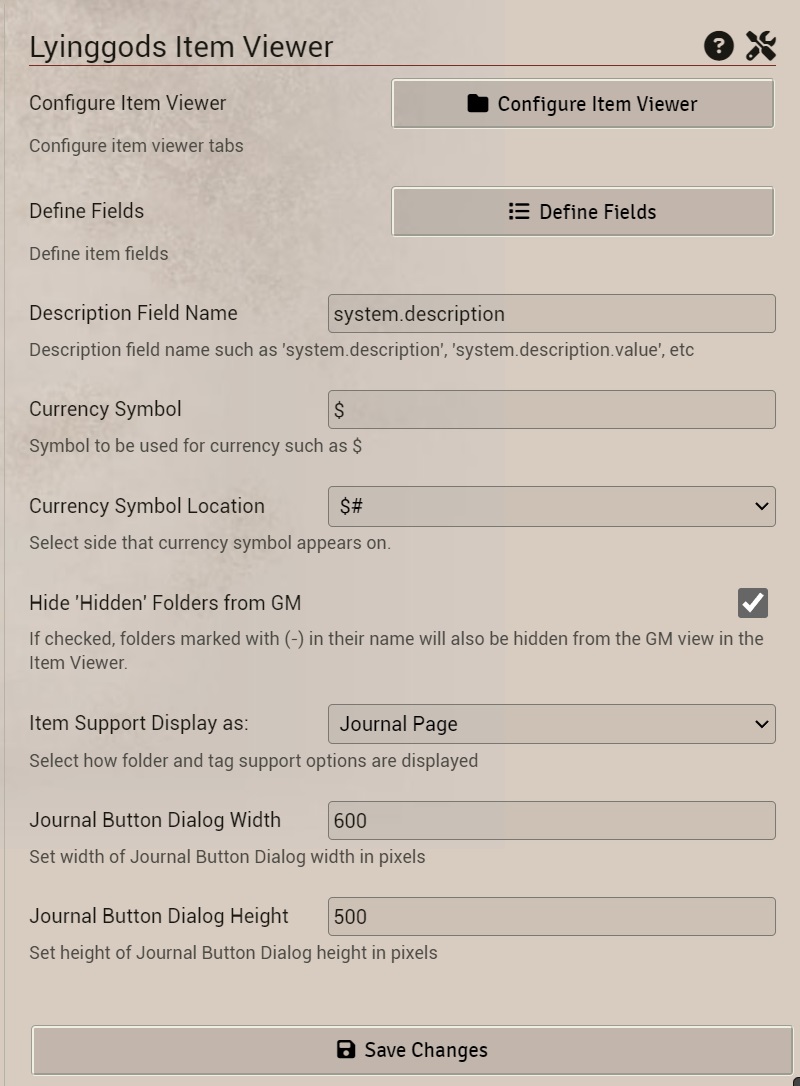 Lyinggods Item Viewer
Configure Item Viewer
Configure Item Viewer
Configure item viewer tabs
Define Fields
Define Fields
Define item fields
Description Field Name
system.description
Description field name such as 'system.description', 'system.description.value', etc
Currency Symbol
$
Symbol to be used for currency such as $
Currency Symbol Location
$#
Select side that currency symbol appears on.
Hide 'Hidden' Folders from GM
If checked, folders marked with (-) in their name will also be hidden from the GM view in the
Item Viewer.
Item Support Display as:
Journal Page
Select how folder and tag support options are displayed
Journal Button Dialog Width
600
Set width of Journal Button Dialog width in pixels
Journal Button Dialog Height
500
Set height of Journal Button Dialog height in pixels
Save Changes